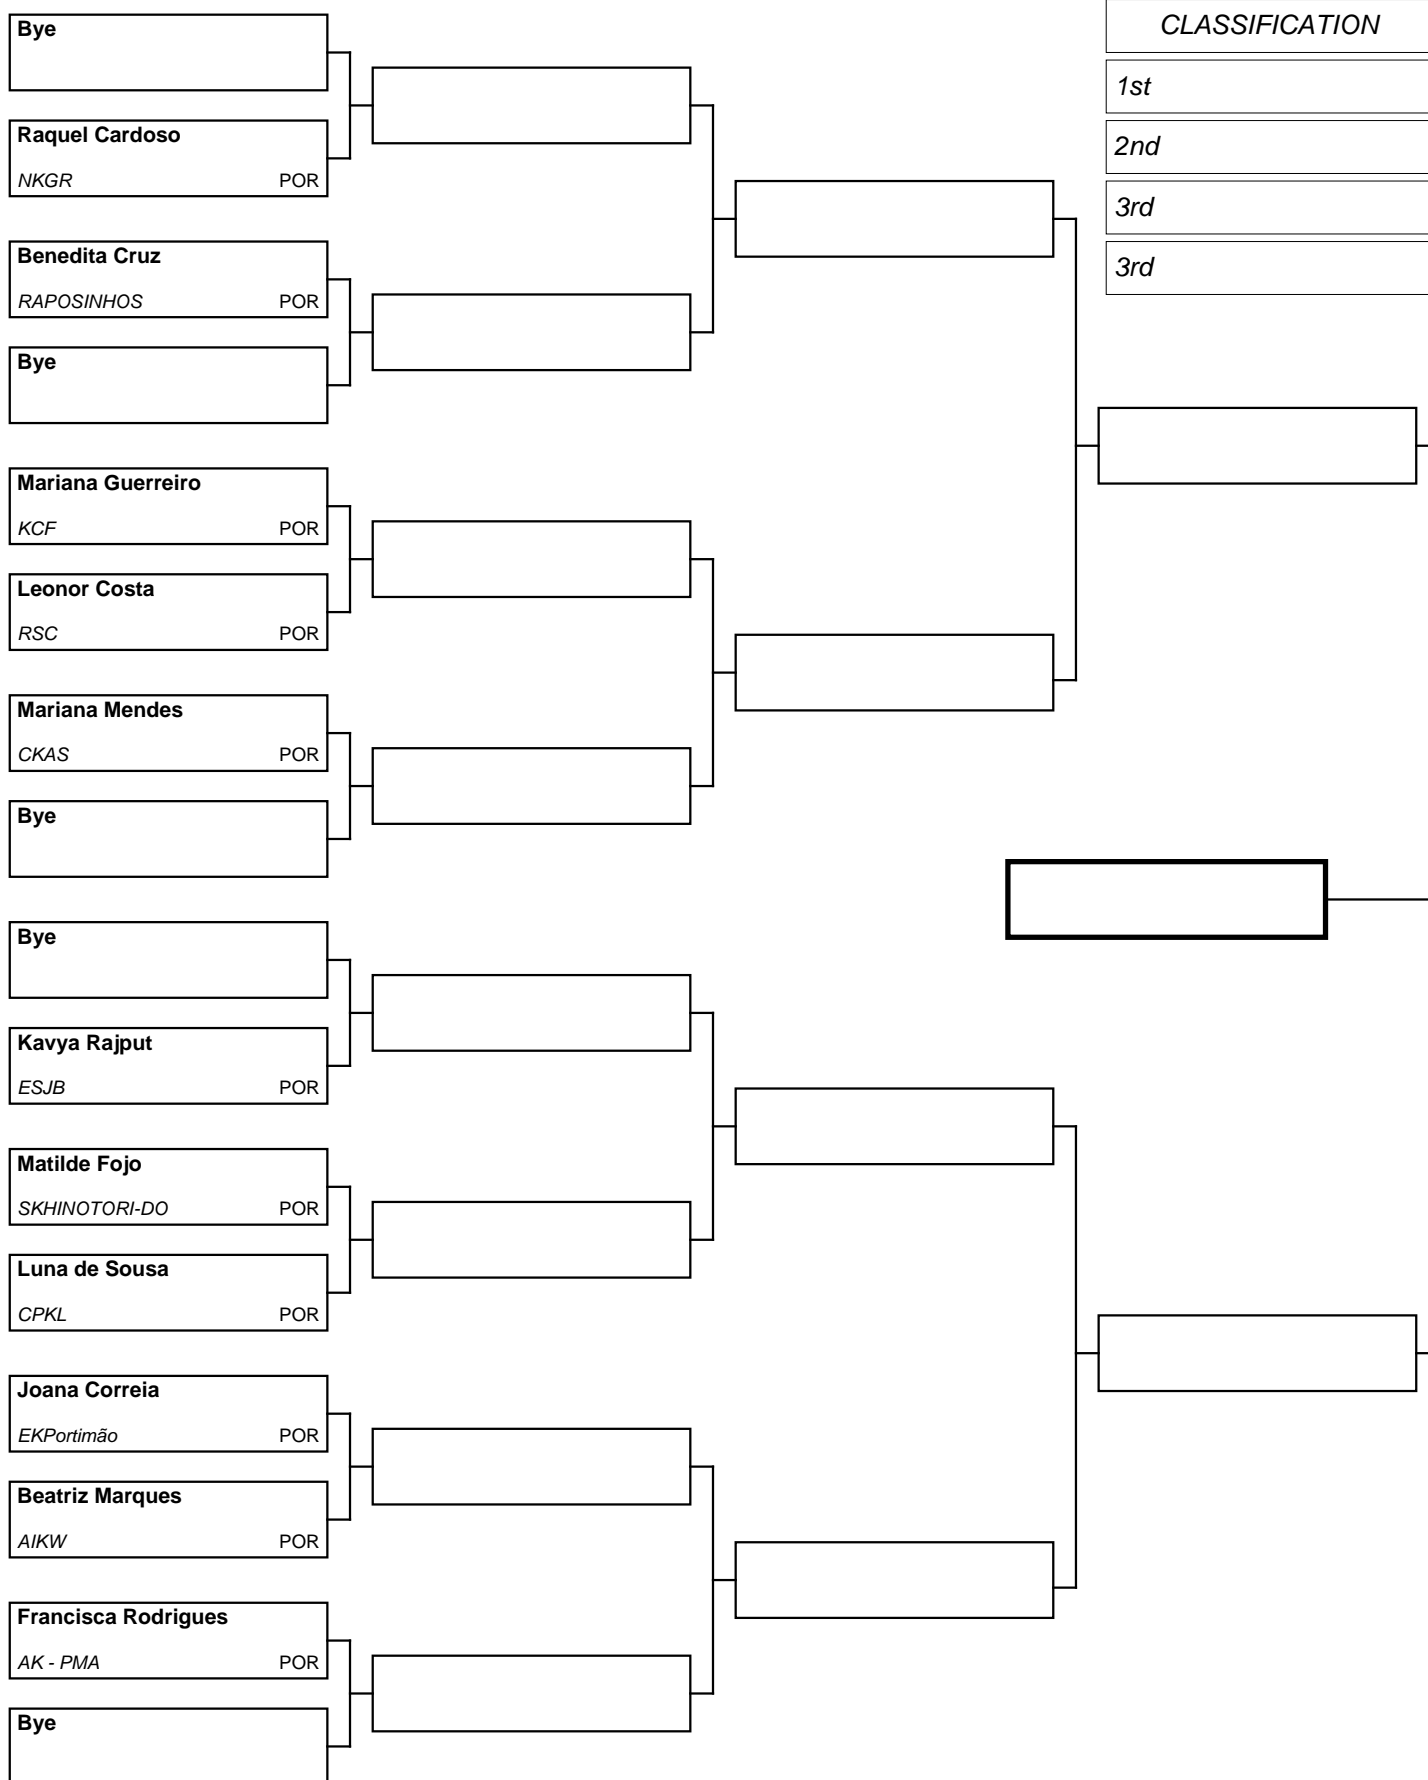 Bye
Raquel Cardoso
NKGR POR
Benedita Cruz
RAPOSINHOS POR
Bye
Mariana Guerreiro
KCF POR
Leonor Costa
RSC POR
Mariana Mendes
CKAS POR
Bye
Bye
Kavya Rajput
ESJB POR
Matilde Fojo
SKHINOTORI-DO POR
Luna de Sousa
CPKL POR
Joana Correia
EKPortimão POR
Beatriz Marques
AIKW POR
Francisca Rodrigues
AK - PMA POR
Bye
CLASSIFICATION
1st
2nd
3rd
3rd